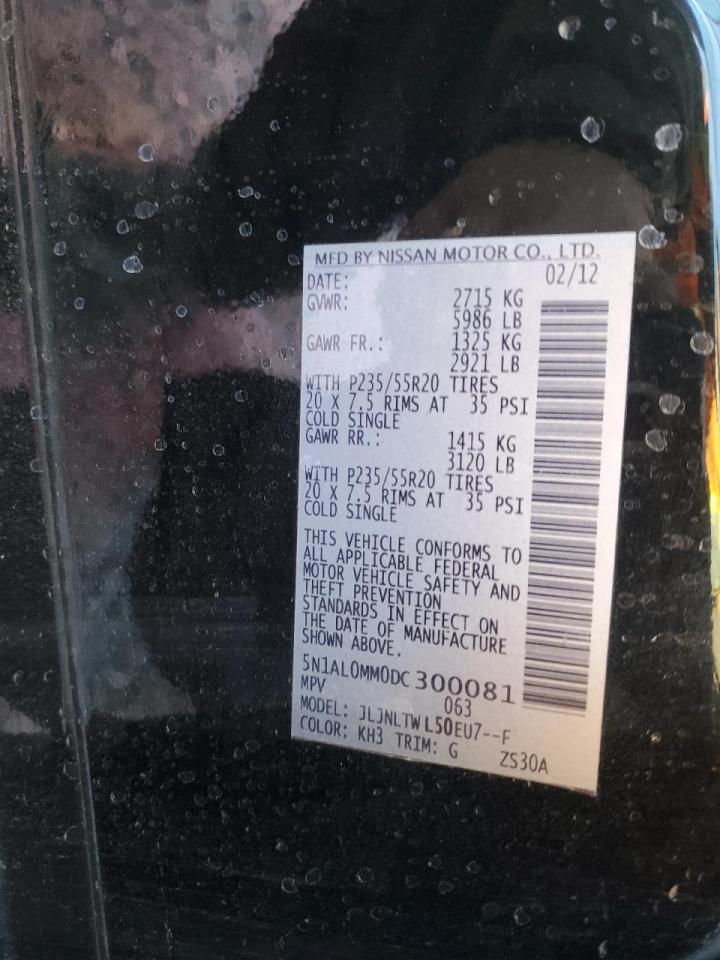 MFD BY NISSAN MOTOR CO., LTD.
DATE: 02/12
GVWR: 2715 KG
5986 LB
GAWR FR.: 1325 KG
2921 LB
WITH P235/55R20 TIRES
20 X 7.5 RIMS AT 35 PSI
COLD SINGLE
GAWR RR.: 1415 KG
3120 LB
WITH P235/55R20 TIRES
20 X 7.5 RIMS AT 35 PSI
COLD SINGLE
THIS VEHICLE CONFORMS TO
ALL APPLICABLE FEDERAL
MOTOR VEHICLE SAFETY AND
THEFT PREVENTION
STANDARDS IN EFFECT ON
THE DATE OF MANUFACTURE
SHOWN ABOVE.
5N1AL0MM0DC300081
MPV 063
MODEL: JLJNLTWL50EU7--F
COLOR: KH3 TRIM: G ZS30A